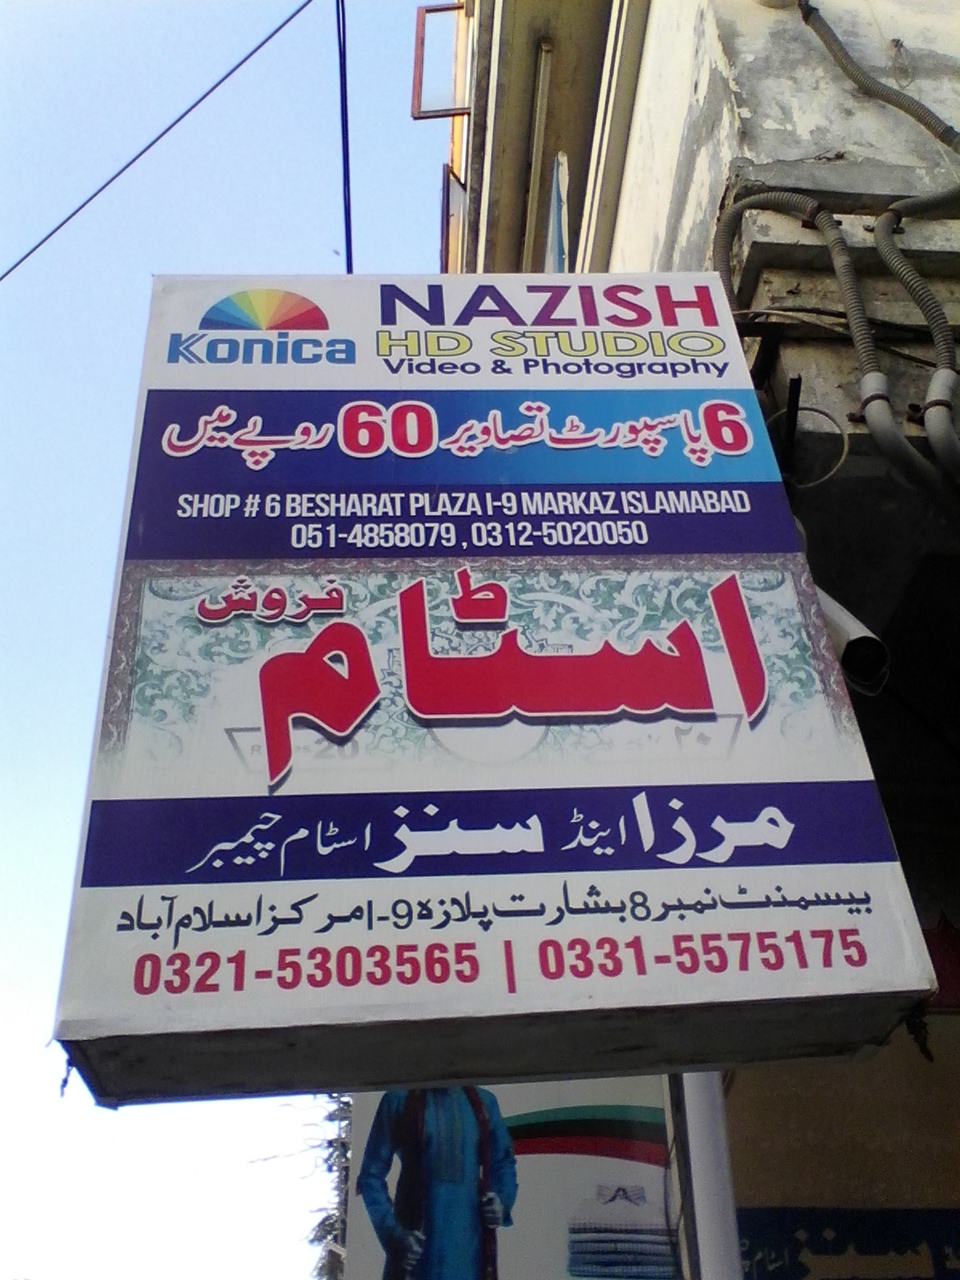 Konica
NAZISH
HD STUDIO
Video & Photography
6 پاسپورٹ تصاویر 60 روپے میں
SHOP # 6 BESHARAT PLAZA I-9 MARKAZ ISLAMABAD
051-4858079 , 0312-5020050
اسٹام فروش
مرزا اینڈ سنز اسٹام چیمبر
بیسمنٹ نمبر 8 بشارت پلازہ I-9 مرکز اسلام آباد
0321-5303565 | 0331-5575175